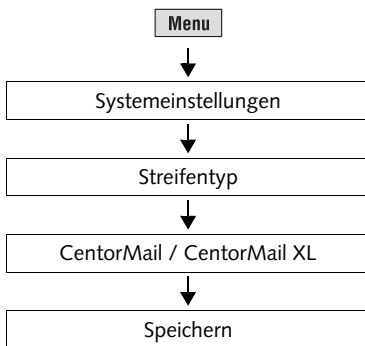 Menu
Systemeinstellungen
Streifentyp
CentorMail / CentorMail XL
Speichern